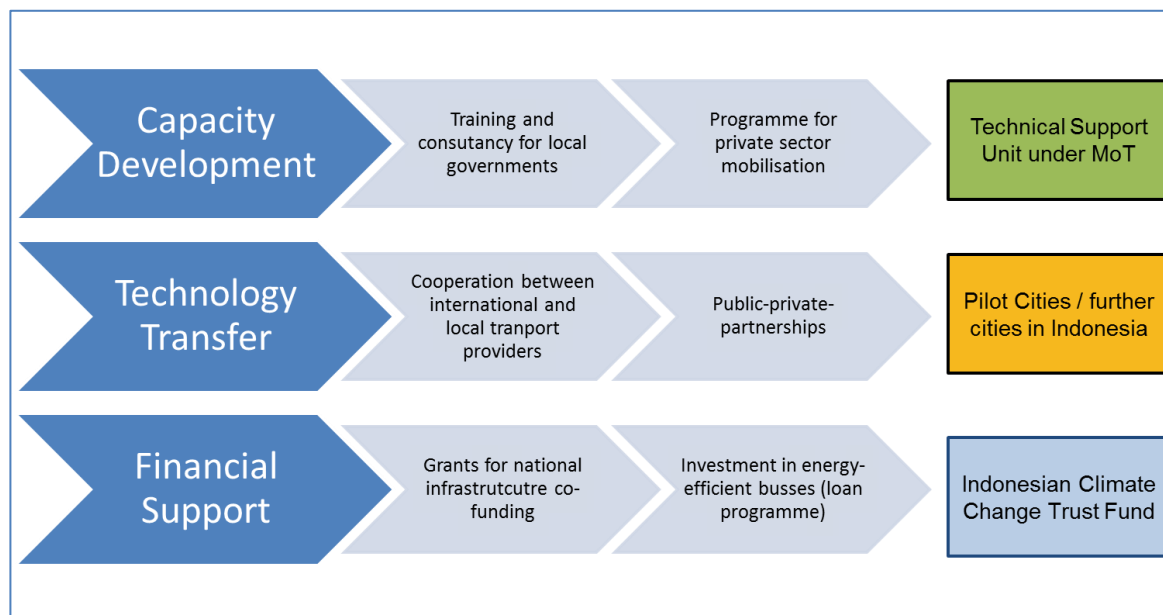 Capacity
Development
Training and
consutancy for local
governments
Programme for
private sector
mobilisation
Technical Support
Unit under MoT
Technology
Transfer
Cooperation between
international and
local tranport
providers
Public-private-
partnerships
Pilot Cities / further
cities in Indonesia
Financial
Support
Grants for national
infrastrutcutre co-
funding
Investment in energy-
efficient busses (loan
programme)
Indonesian Climate
Change Trust Fund